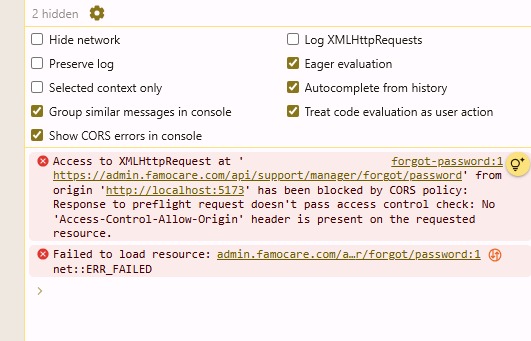 2 hidden
Hide network
Log XMLHttpRequests
Preserve log
Eager evaluation
Selected context only
Autocomplete from history
Group similar messages in console
Treat code evaluation as user action
Show CORS errors in console
Access to XMLHttpRequest at ' forgot-password:1
https://admin.famocare.com/api/support/manager/forgot/password' from
origin 'http://localhost:5173' has been blocked by CORS policy:
Response to preflight request doesn't pass access control check: No
'Access-Control-Allow-Origin' header is present on the requested
resource.
Failed to load resource: admin.famocare.com/a…r/forgot/password:1
net::ERR_FAILED